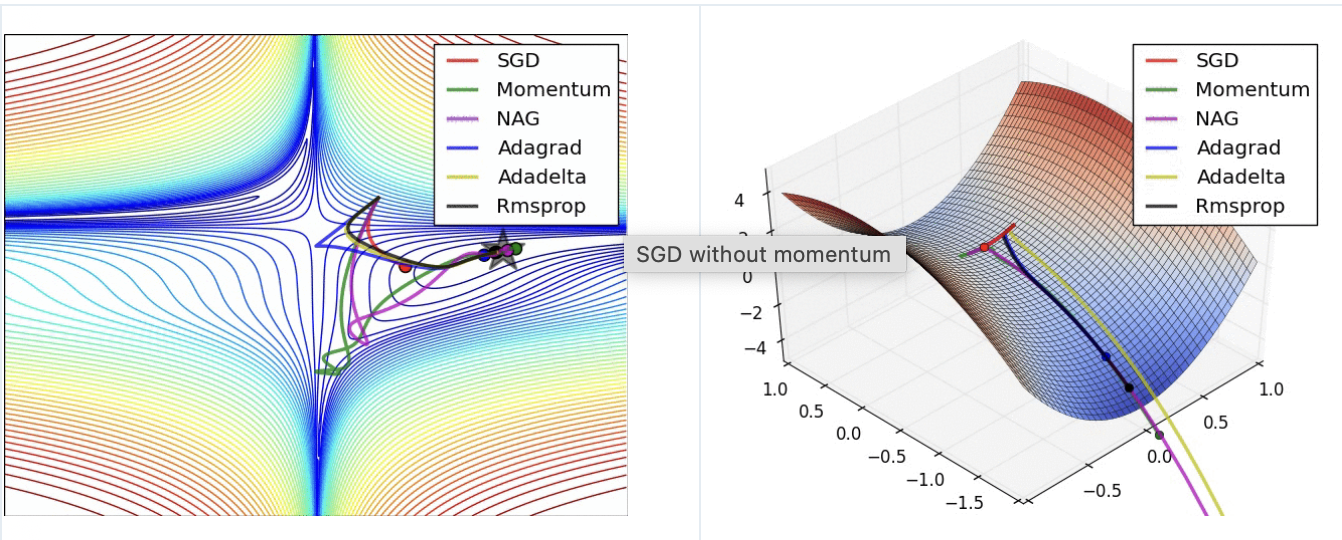 SGD
Momentum
NAG
Adagrad
Adadelta
Rmsprop
SGD without momentum
SGD
Momentum
NAG
Adagrad
Adadelta
Rmsprop
4
0
−2
−4
1.0
0.5
0.0
−0.5
−1.0
−1.5
−0.5
0.0
0.5
1.0